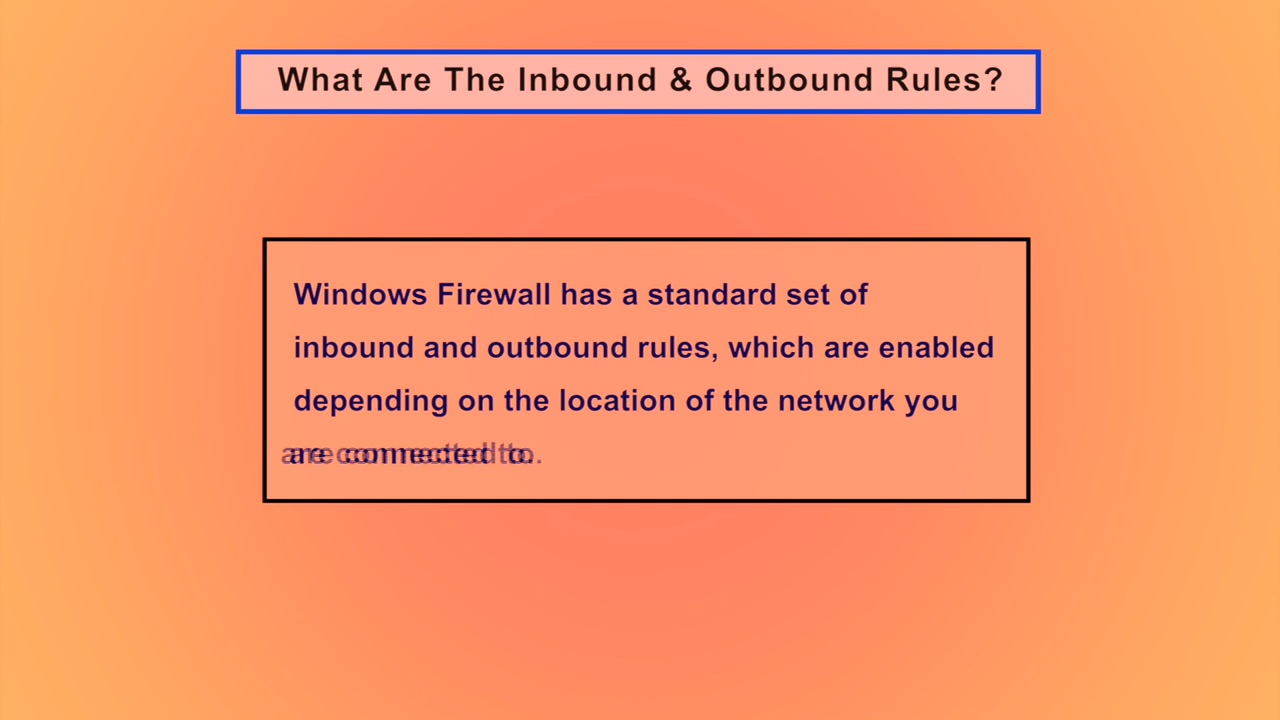 What Are The Inbound & Outbound Rules?
Windows Firewall has a standard set of
inbound and outbound rules, which are enabled
depending on the location of the network you
are connected to.